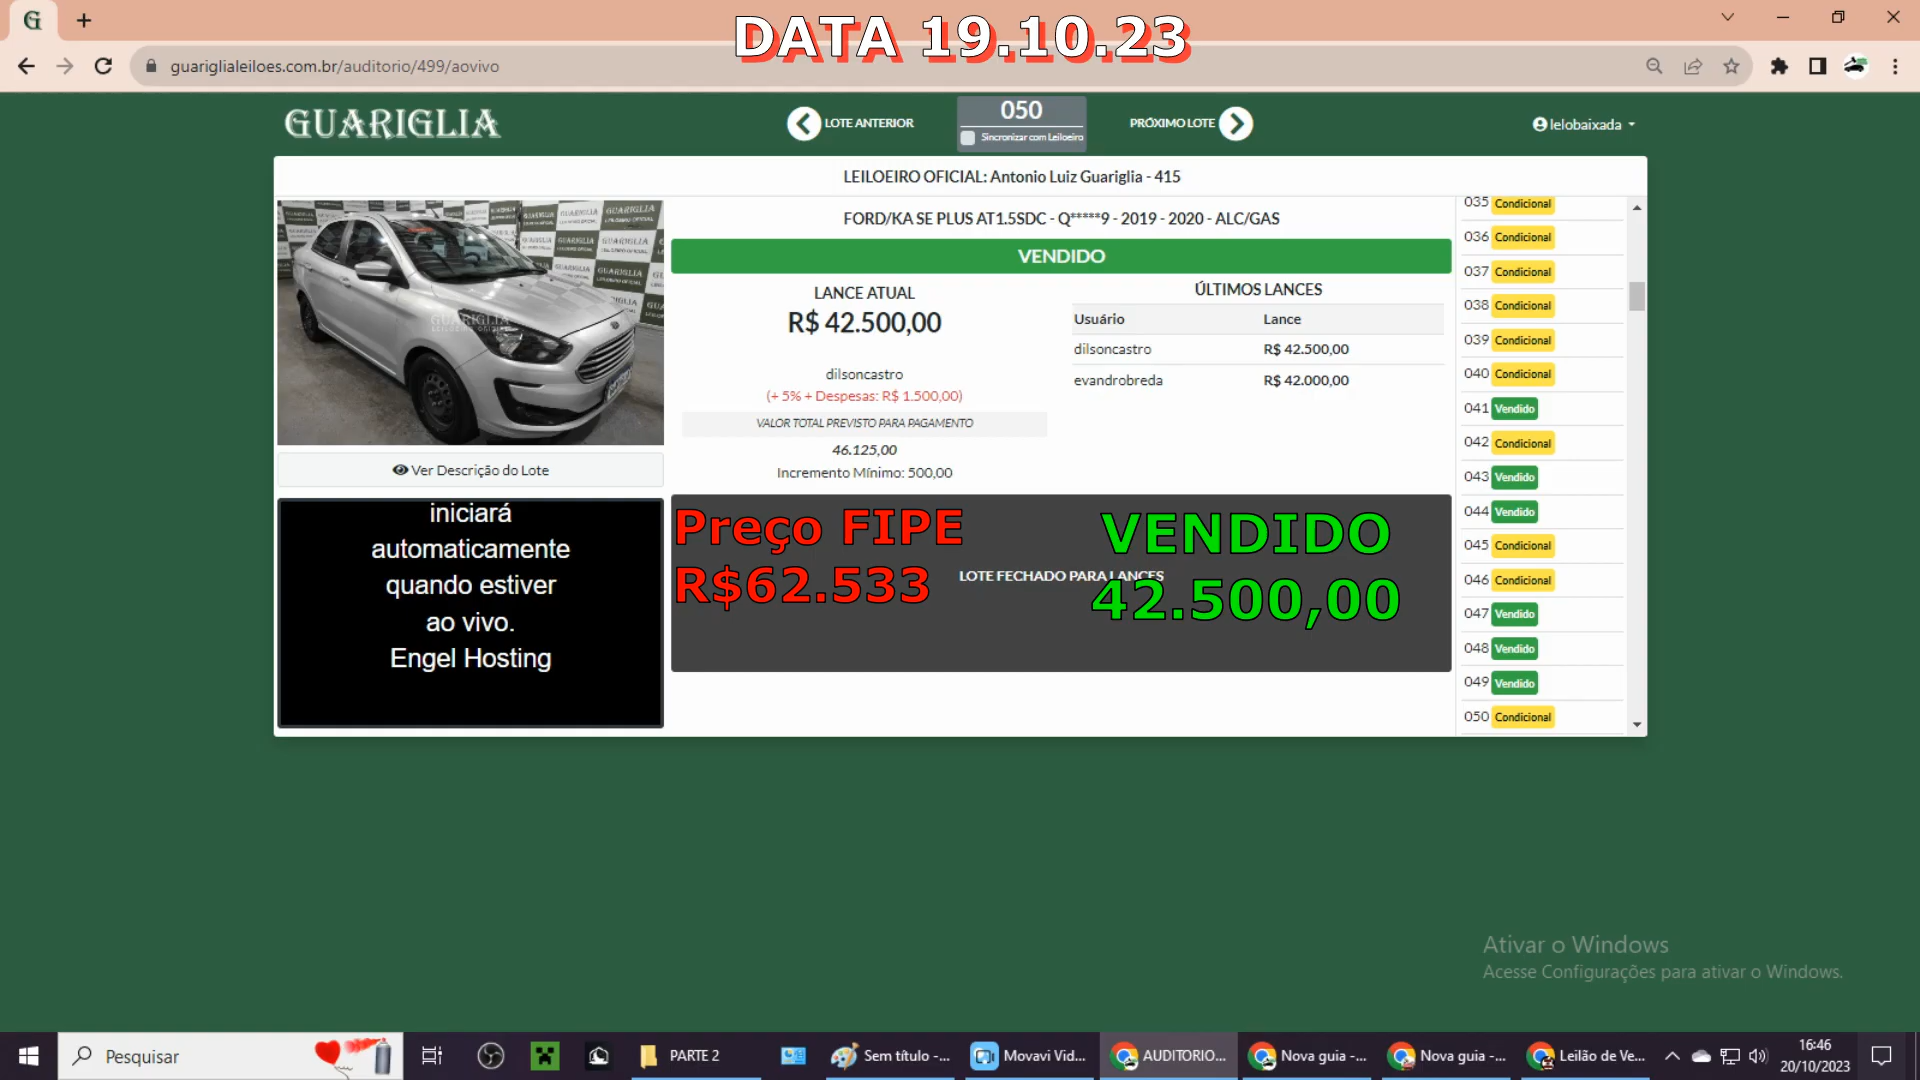 DATA 19.10.23
guariglialeiloes.com.br/auditorio/499/aovivo
GUARIGLIA
LOTE ANTERIOR
050
Sincronizar com Leiloeiro
PRÓXIMO LOTE
lelobaixada
LEILOEIRO OFICIAL: Antonio Luiz Guariglia - 415
FORD/KA SE PLUS AT1.5SDC - Q*****9 - 2019 - 2020 - ALC/GAS
VENDIDO
LANCE ATUAL
R$ 42.500,00
dilsoncastro
(+ 5% + Despesas: R$ 1.500,00)
VALOR TOTAL PREVISTO PARA PAGAMENTO
46.125,00
Incremento Mínimo: 500,00
ÚLTIMOS LANCES
Usuário Lance
dilsoncastro R$ 42.500,00
evandrobreda R$ 42.000,00
Ver Descrição do Lote
iniciará
automaticamente
quando estiver
ao vivo.
Engel Hosting
Preço FIPE
R$62.533
LOTE FECHADO PARA LANCES
VENDIDO
42.500,00
035 Condicional
036 Condicional
037 Condicional
038 Condicional
039 Condicional
040 Condicional
041 Vendido
042 Condicional
043 Vendido
044 Vendido
045 Condicional
046 Condicional
047 Vendido
048 Vendido
049 Vendido
050 Condicional
Ativar o Windows
Acesse Configurações para ativar o Windows.
Pesquisar
PARTE 2
Sem título -...
Movavi Vid...
AUDITORIO...
Nova guia -...
Nova guia -...
Leilão de Ve...
16:46
20/10/2023